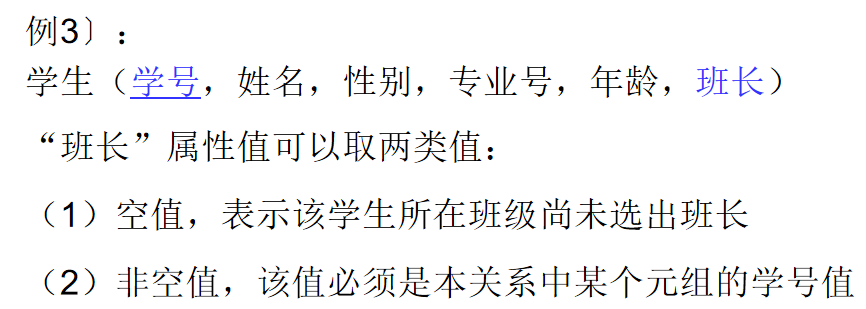 例3〕：
学生（学号，姓名，性别，专业号，年龄，班长）
“班长”属性值可以取两类值：
（1）空值，表示该学生所在班级尚未选出班长
（2）非空值，该值必须是本关系中某个元组的学号值